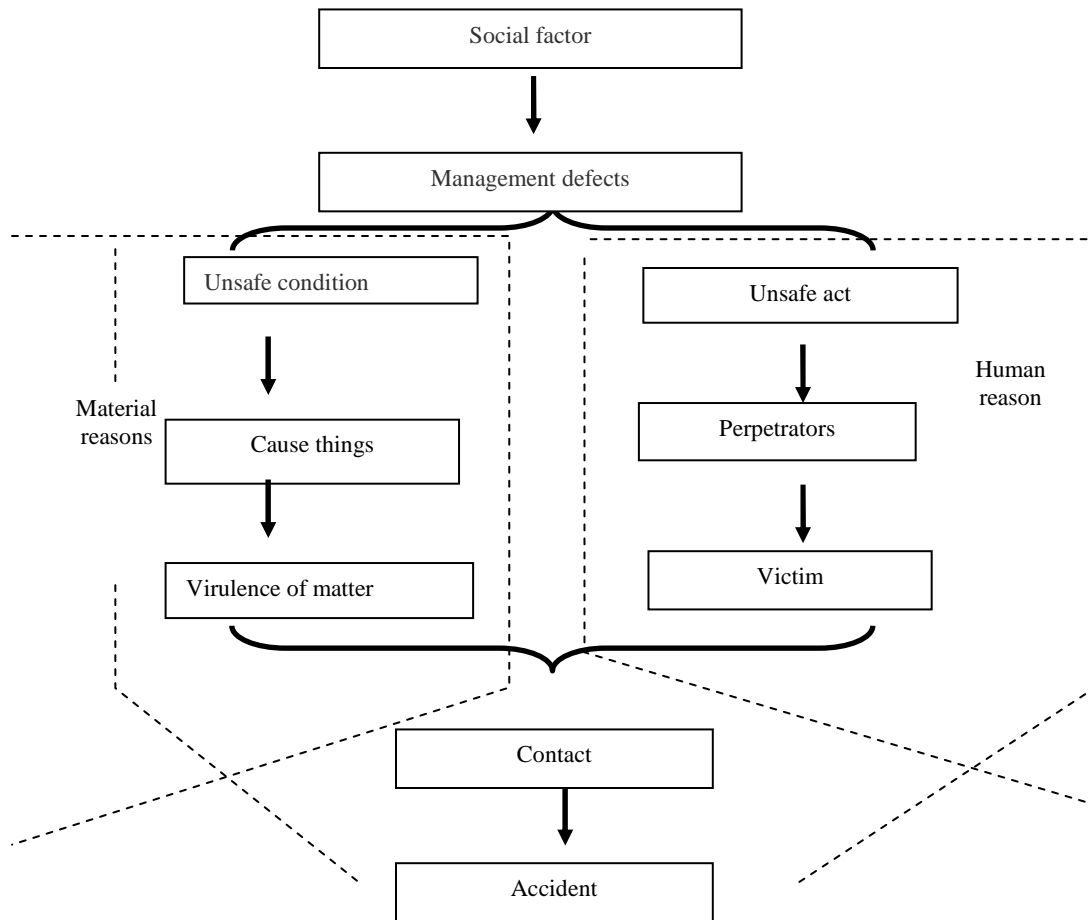 Social factor
Management defects
Unsafe condition
Unsafe act
Human
reason
Material
reasons
Cause things
Perpetrators
Virulence of matter
Victim
Contact
Accident